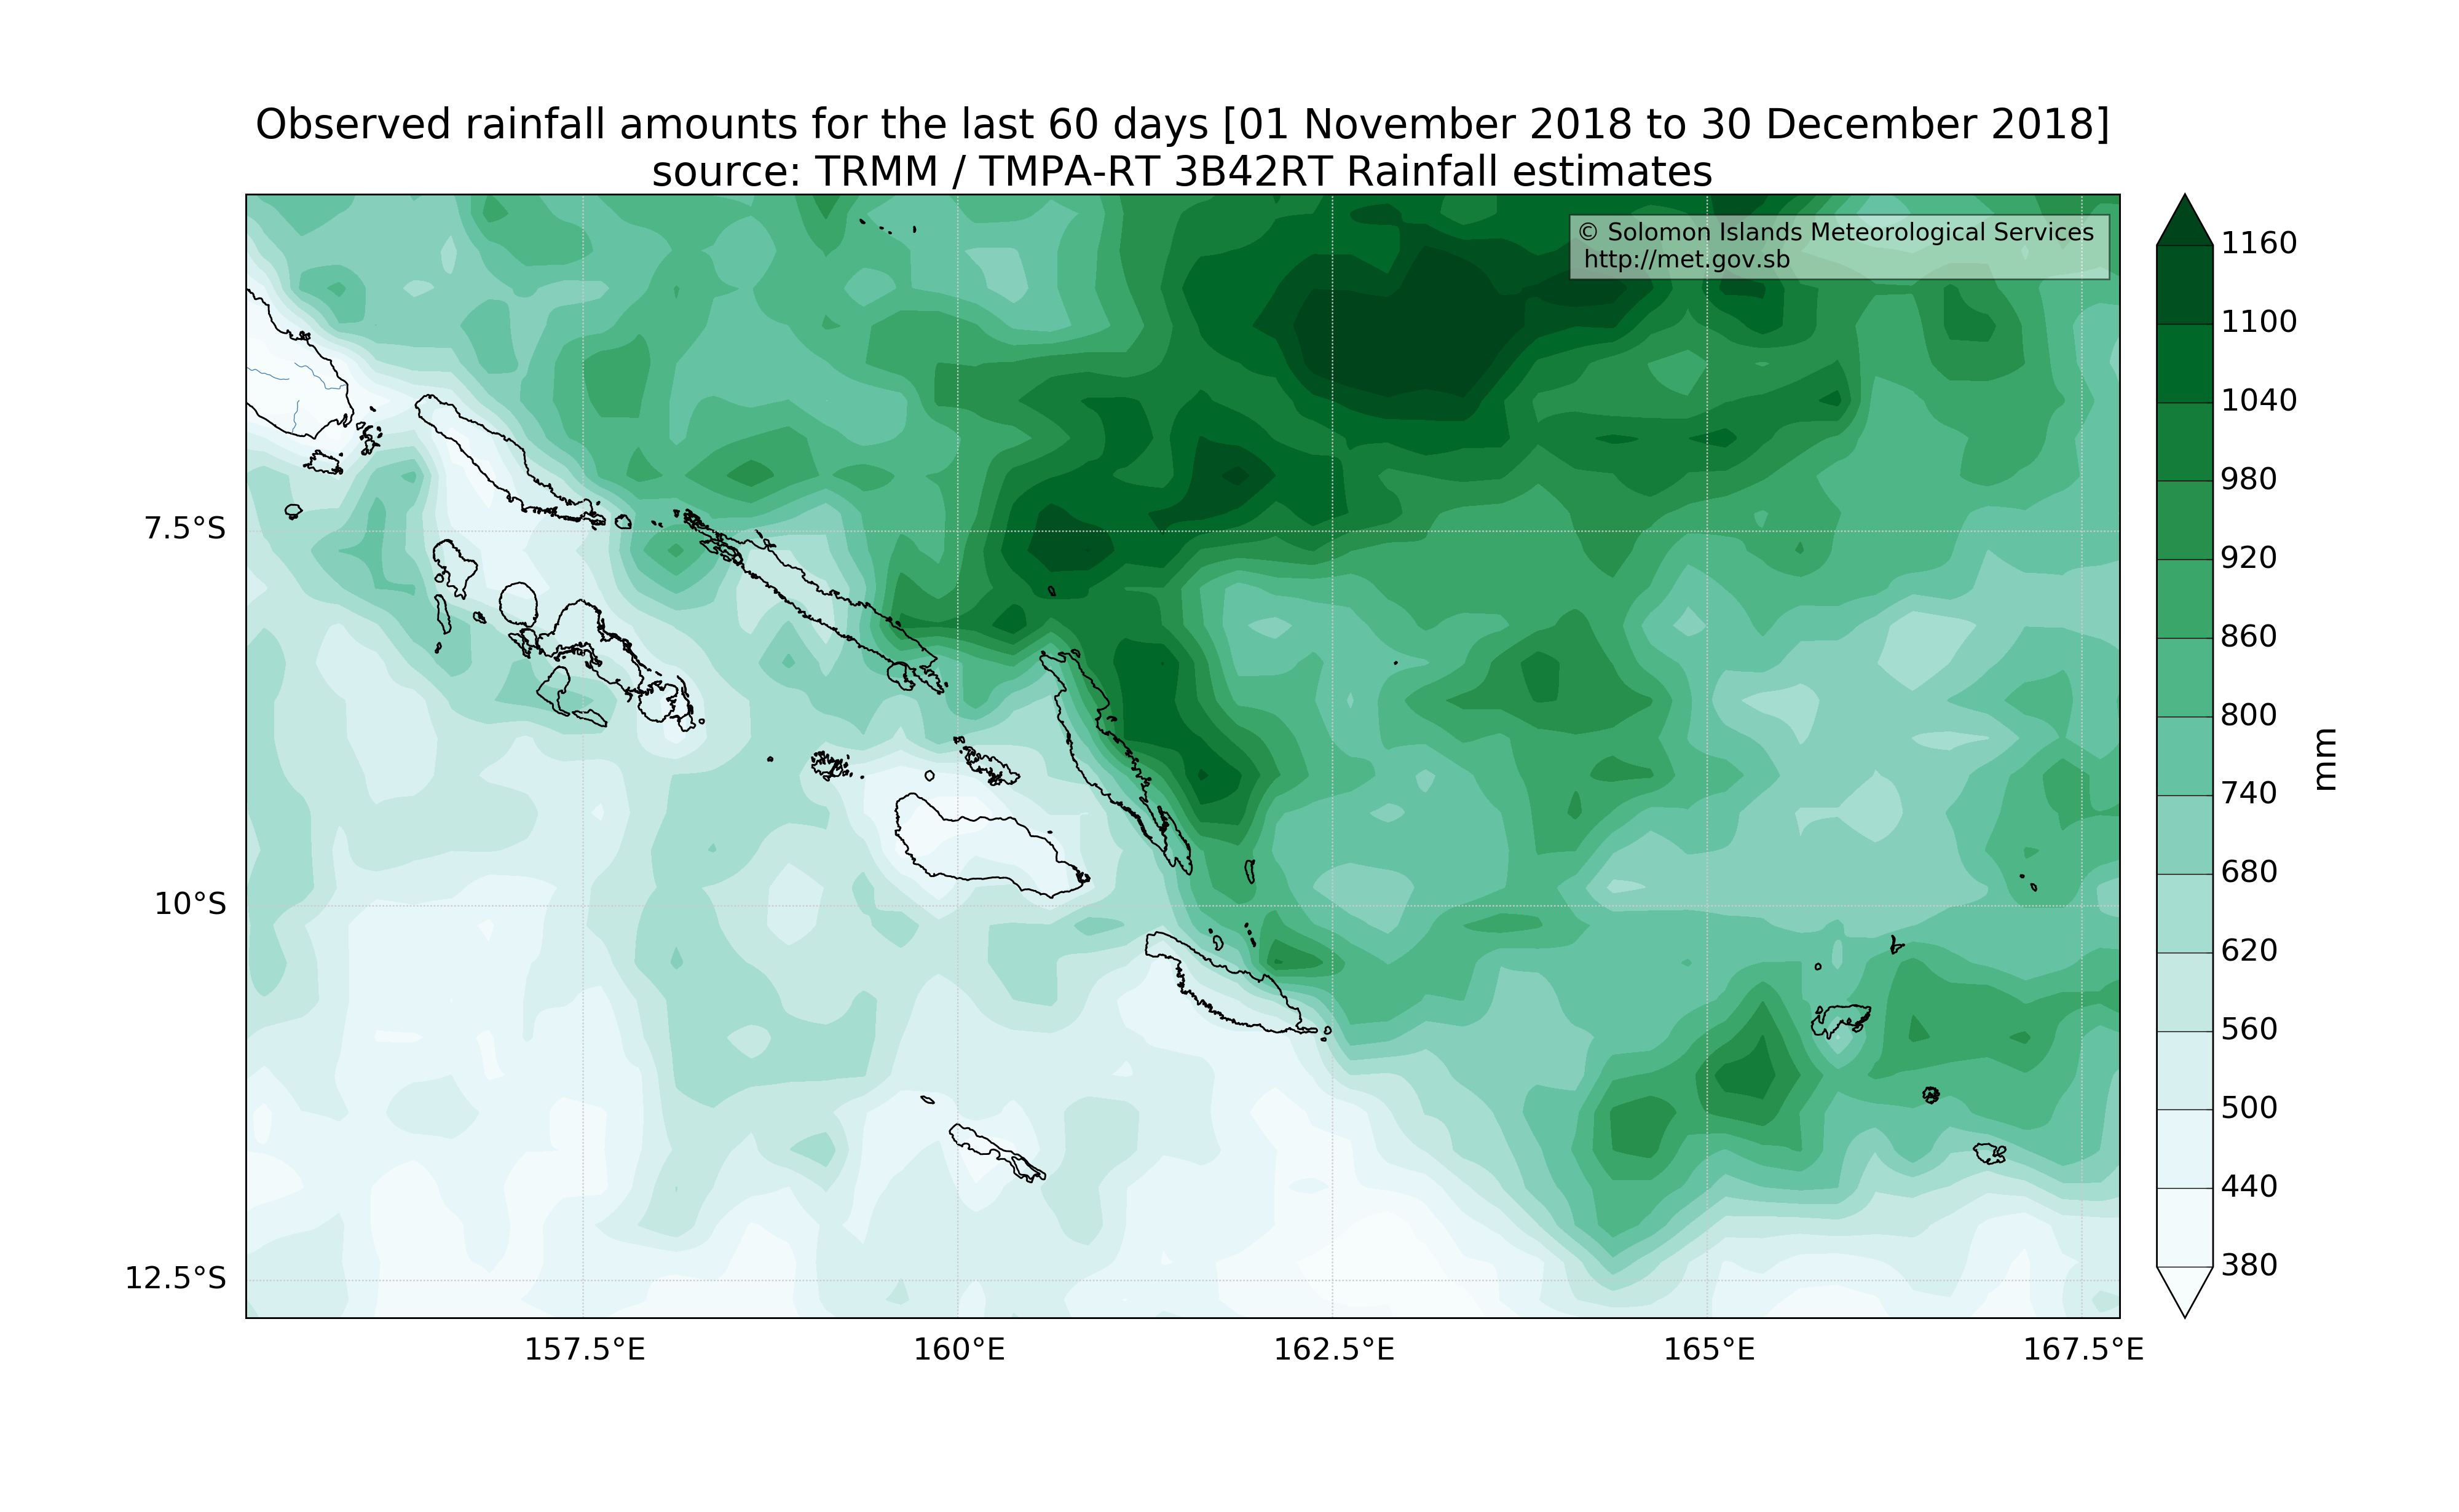 Observed rainfall amounts for the last 60 days [01 November 2018 to 30 December 2018]
source: TRMM / TMPA-RT 3B42RT Rainfall estimates
© Solomon Islands Meteorological Services
http://met.gov.sb
7.5°S
10°S
12.5°S
157.5°E
160°E
162.5°E
165°E
167.5°E
1160
1100
1040
980
920
860
800
740
680
620
560
500
440
380
mm